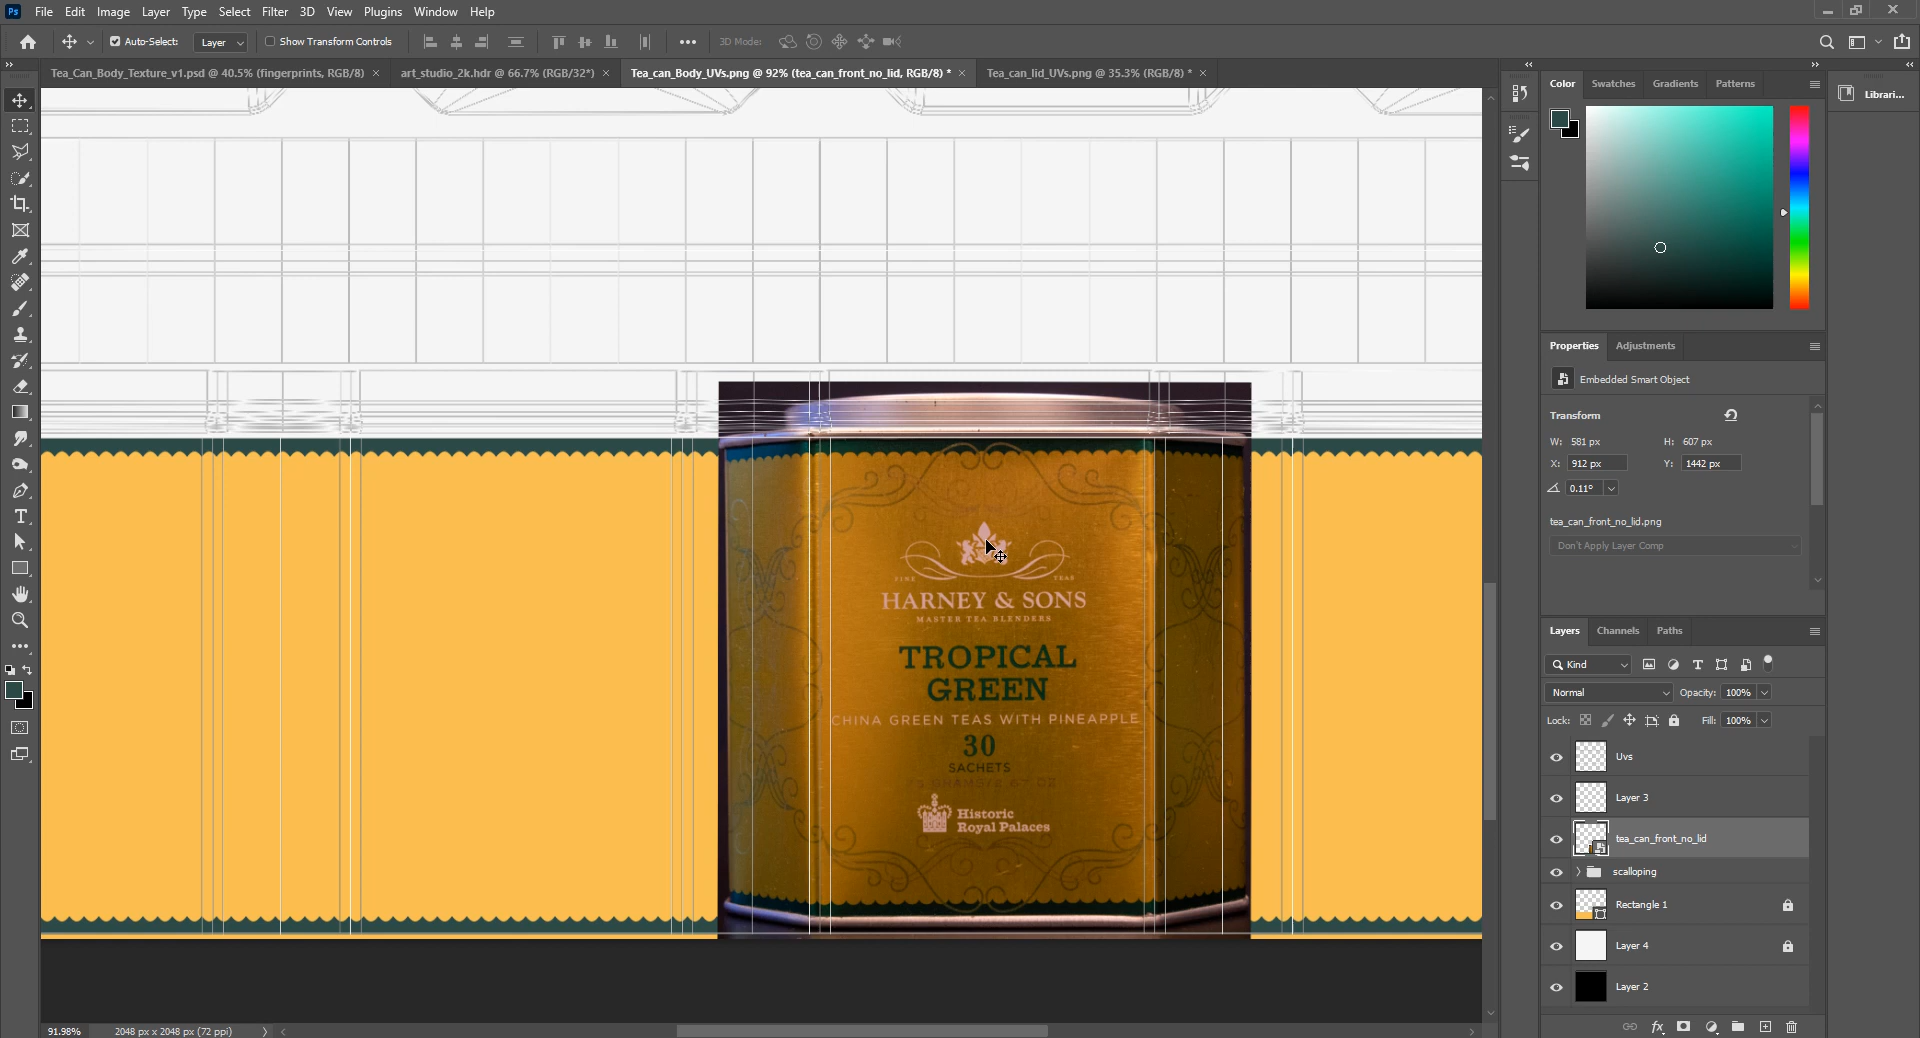 Ps File Edit Image Layer Type Select Filter 3D View Plugins Window Help
Auto-Select: Layer Show Transform Controls 3D Mode:
Tea_Can_Body_Texture_v1.psd @ 40.5% (fingerprints, RGB/8) × art_studio_2k.hdr @ 66.7% (RGB/32*) × Tea_can_Body_UVs.png @ 92% (tea_can_front_no_lid, RGB/8) * × Tea_can_lid_UVs.png @ 35.3% (RGB/8) * ×
Color Swatches Gradients Patterns
Librari...
Properties Adjustments
Embedded Smart Object
Transform
W: 581 px H: 607 px
X: 912 px Y: 1442 px
0.11°
tea_can_front_no_lid.png
Don't Apply Layer Comp
Layers Channels Paths
Kind
Normal Opacity: 100%
Lock: Fill: 100%
Uvs
Layer 3
tea_can_front_no_lid
scalloping
Rectangle 1
Layer 4
Layer 2
FINE TEAS
HARNEY & SONS
MASTER TEA BLENDERS
TROPICAL
GREEN
CHINA GREEN TEAS WITH PINEAPPLE
30
SACHETS
Historic
Royal Palaces
91.98% 2048 px x 2048 px (72 ppi)